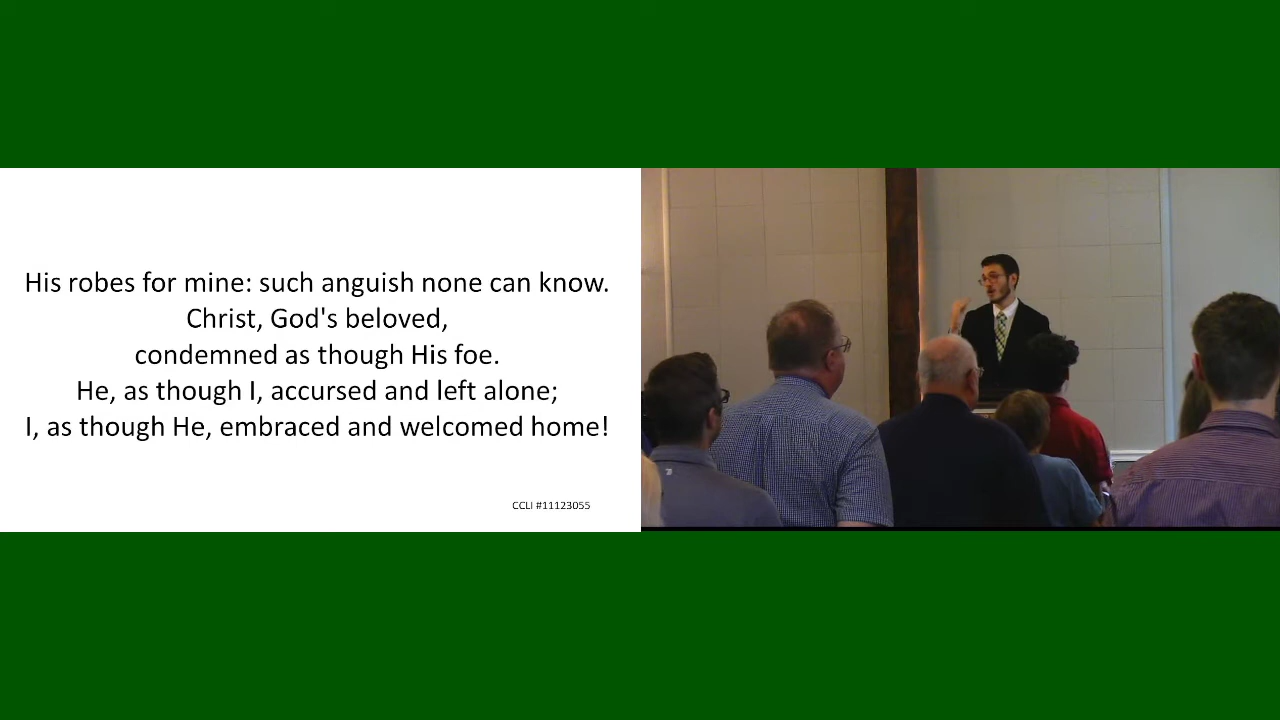 His robes for mine: such anguish none can know.
Christ, God's beloved,
condemned as though His foe.
He, as though I, accursed and left alone;
I, as though He, embraced and welcomed home!
CCLI #11123055